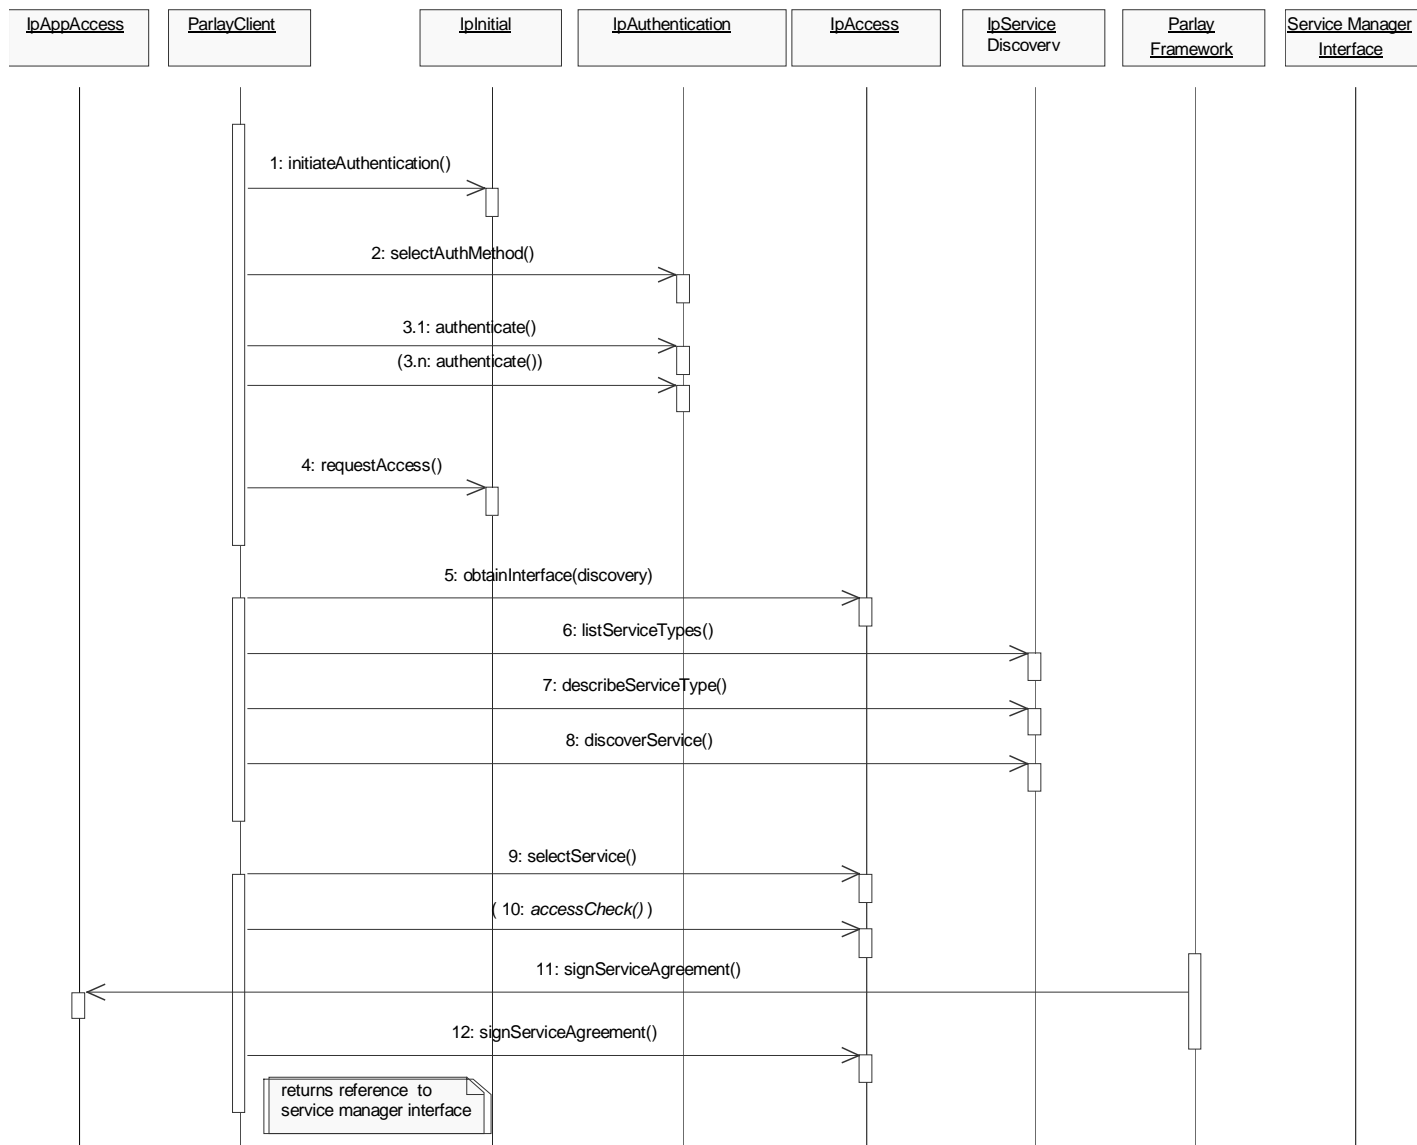 IpAppAccess
ParlayClient
IpInitial
IpAuthentication
IpAccess
IpService
Discovery
Parlay
Framework
Service Manager
Interface
1: initiateAuthentication()
2: selectAuthMethod()
3.1: authenticate()
(3.n: authenticate())
4: requestAccess()
5: obtainInterface(discovery)
6: listServiceTypes()
7: describeServiceType()
8: discoverService()
9: selectService()
( 10: accessCheck() )
11: signServiceAgreement()
12: signServiceAgreement()
returns reference to
service manager interface